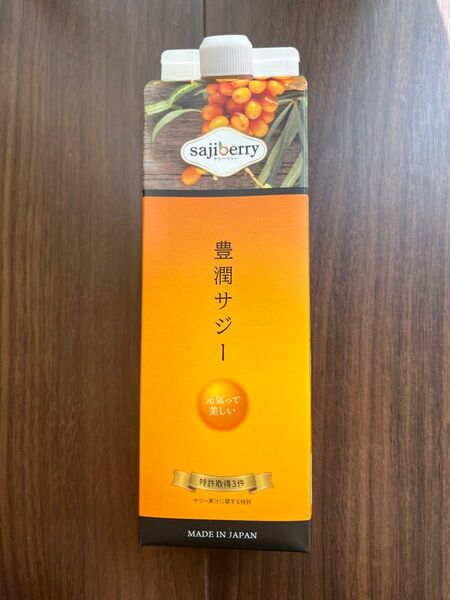 sajiberry
サジーベリー
豊潤サジー
元気って
美しい
特許取得3件
サジー果汁に関する特許
MADE IN JAPAN